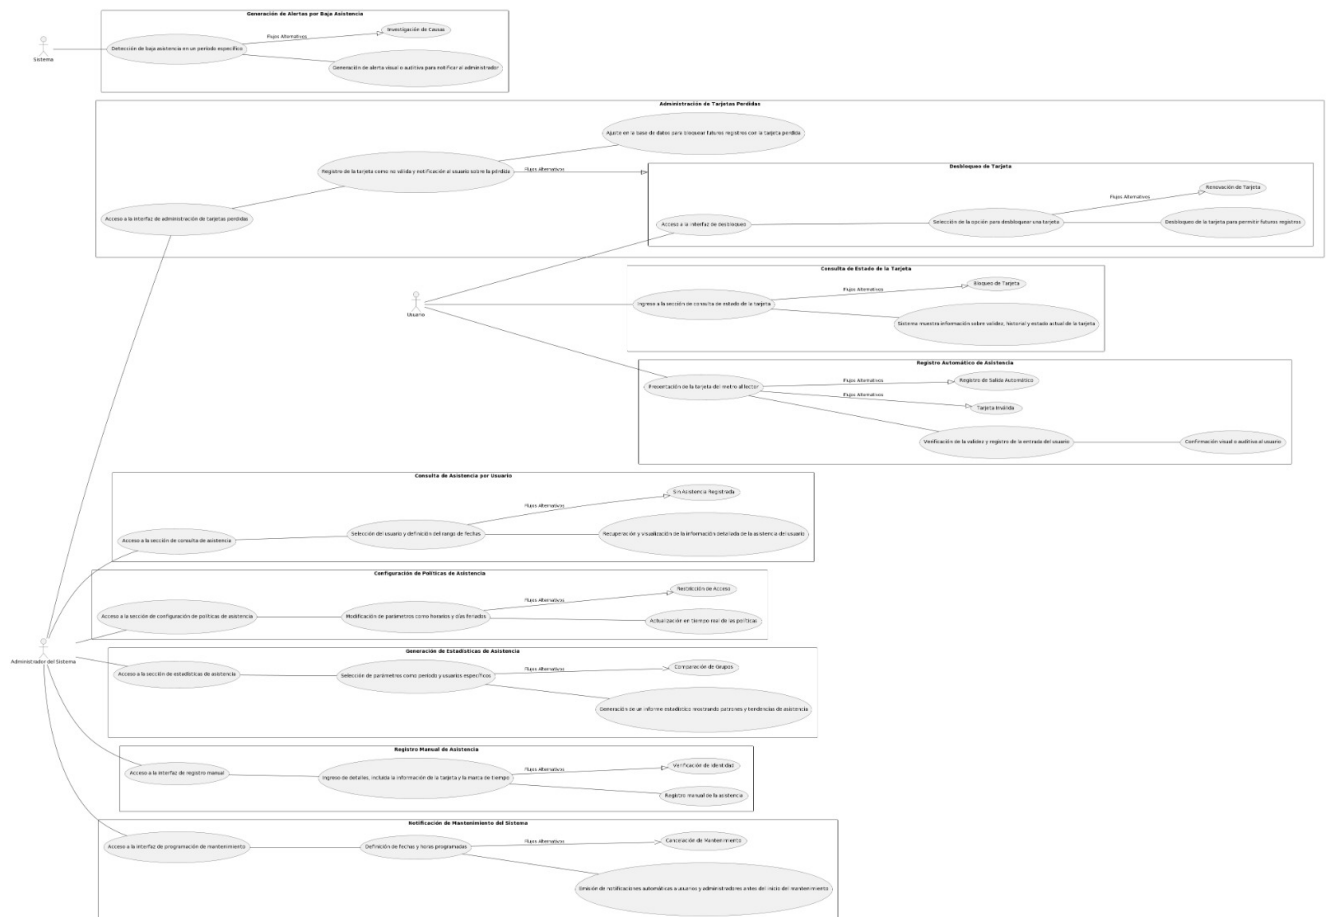 Generación de Alertas por Baja Asistencia
Sistema
Detección de baja asistencia en un período específico
Flujos Alternativos
Investigación de Causas
Generación de alerta visual o auditiva para notificar al administrador
Administración de Tarjetas Perdidas
Ajuste en la base de datos para bloquear futuros registros con la tarjeta perdida
Registro de la tarjeta como no válida y notificación al usuario sobre la pérdida
Flujos Alternativos
Acceso a la interfaz de administración de tarjetas perdidas
Desbloqueo de Tarjeta
Renovación de Tarjeta
Flujos Alternativos
Acceso a la interfaz de desbloqueo
Selección de la opción para desbloquear una tarjeta
Desbloqueo de la tarjeta para permitir futuros registros
Usuario
Consulta de Estado de la Tarjeta
Ingreso a la sección de consulta de estado de la tarjeta
Flujos Alternativos
Bloqueo de Tarjeta
Sistema muestra información sobre validez, historial y estado actual de la tarjeta
Registro Automático de Asistencia
Presentación de la tarjeta del metro al lector
Flujos Alternativos
Registro de Salida Automático
Flujos Alternativos
Tarjeta Inválida
Verificación de la validez y registro de la entrada del usuario
Confirmación visual o auditiva al usuario
Consulta de Asistencia por Usuario
Acceso a la sección de consulta de asistencia
Selección del usuario y definición del rango de fechas
Flujos Alternativos
Sin Asistencia Registrada
Recuperación y visualización de la información detallada de la asistencia del usuario
Configuración de Políticas de Asistencia
Acceso a la sección de configuración de políticas de asistencia
Modificación de parámetros como horarios y días feriados
Flujos Alternativos
Restricción de Acceso
Actualización en tiempo real de las políticas
Administrador del Sistema
Generación de Estadísticas de Asistencia
Acceso a la sección de estadísticas de asistencia
Selección de parámetros como período y usuarios específicos
Flujos Alternativos
Comparación de Grupos
Generación de un informe estadístico mostrando patrones y tendencias de asistencia
Registro Manual de Asistencia
Acceso a la interfaz de registro manual
Ingreso de detalles, incluida la información de la tarjeta y la marca de tiempo
Flujos Alternativos
Verificación de Identidad
Registro manual de la asistencia
Notificación de Mantenimiento del Sistema
Acceso a la interfaz de programación de mantenimiento
Definición de fechas y horas programadas
Flujos Alternativos
Cancelación de Mantenimiento
Emisión de notificaciones automáticas a usuarios y administradores antes del inicio del mantenimiento